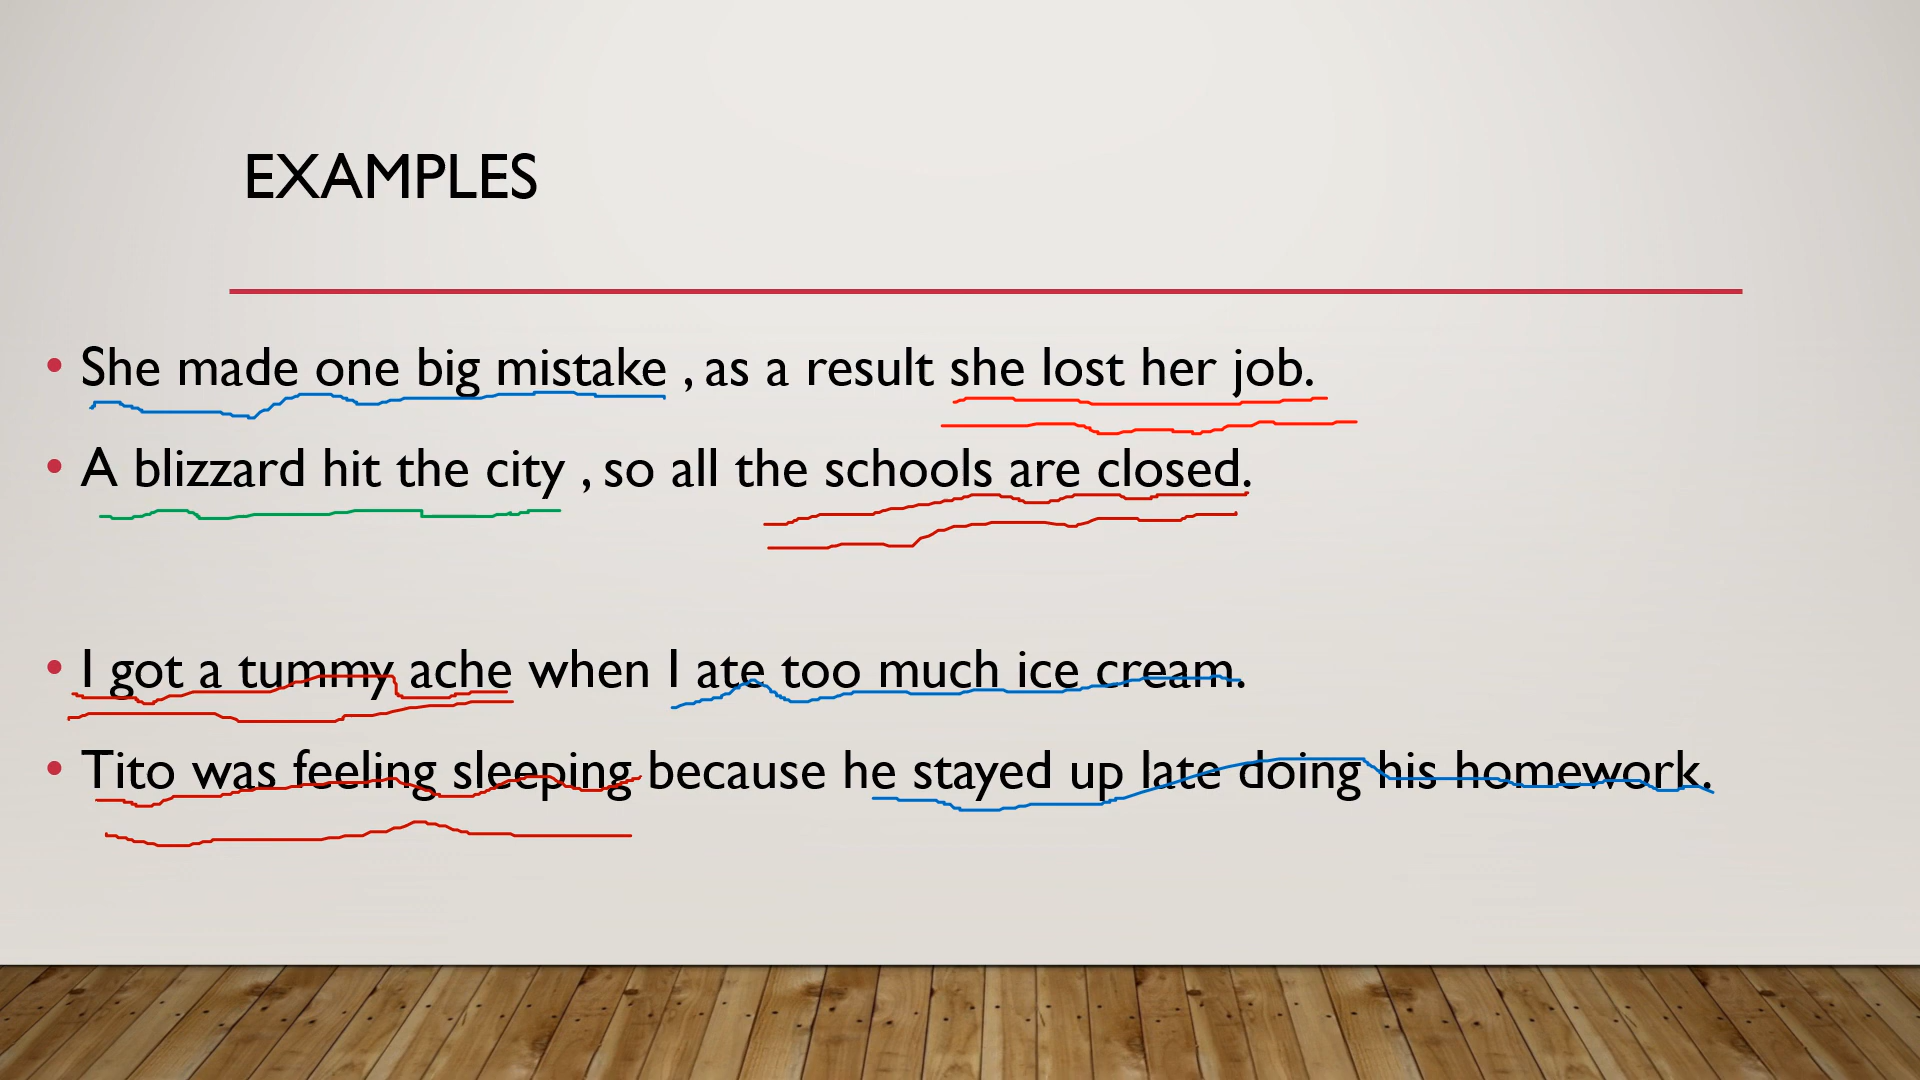 EXAMPLES
• She made one big mistake , as a result she lost her job.
• A blizzard hit the city , so all the schools are closed.
• I got a tummy ache when I ate too much ice cream.
• Tito was feeling sleeping because he stayed up late doing his homework.